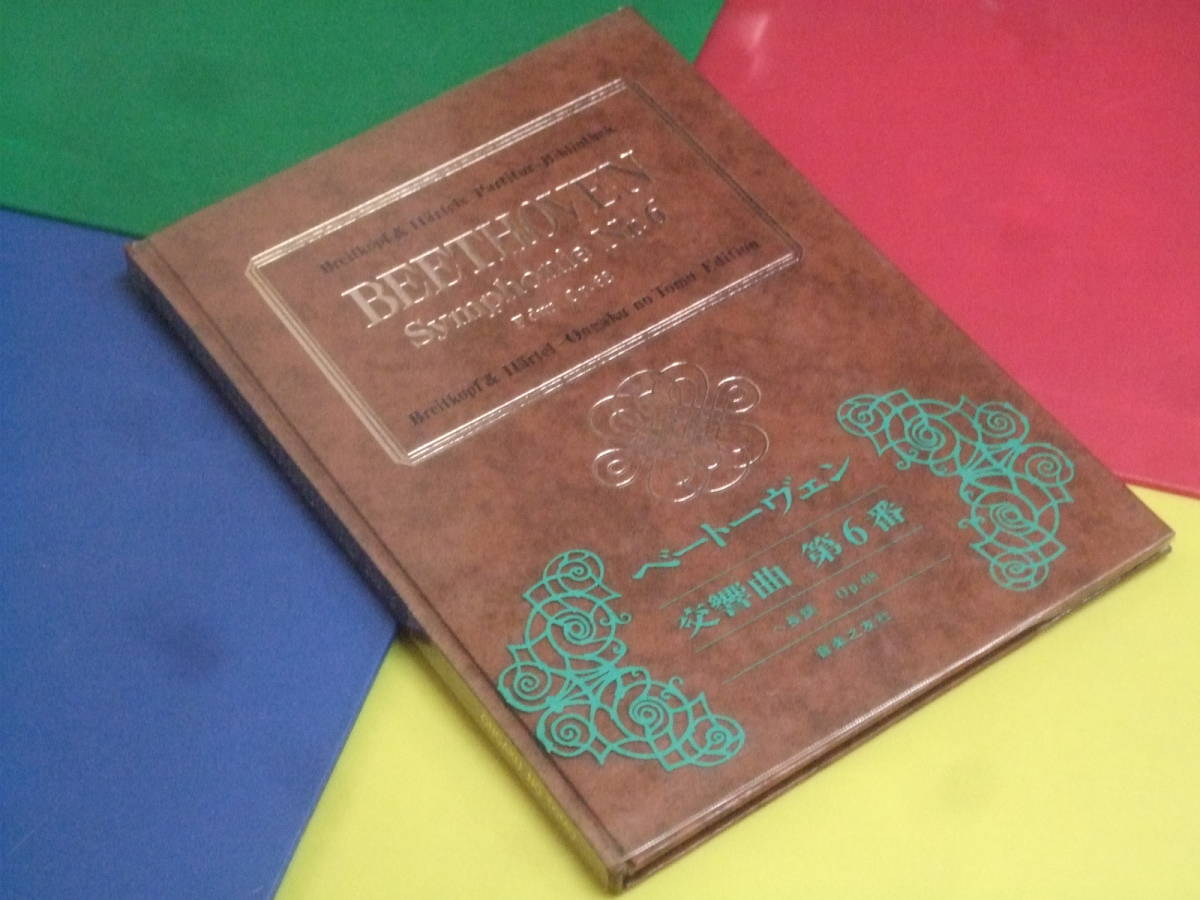 Breitkopf & Härtels Partitur-Bibliothek
BEETHOVEN
Symphonie Nr.6
F dur Op.68
Breitkopf & Härtel-Ongaku no Tomo Edition
ベートーヴェン
交響曲 第6番
ヘ長調 Op.68
音楽之友社